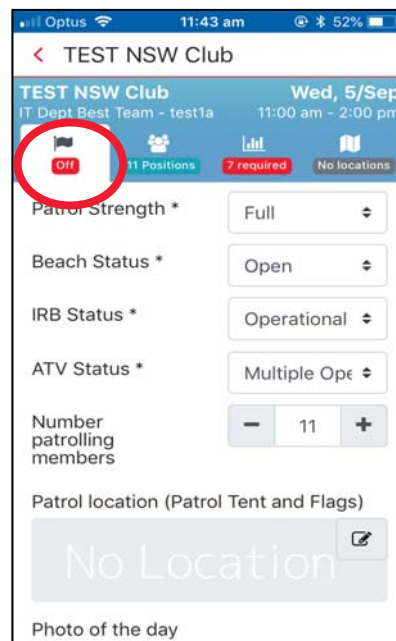 Optus 11:43 am 52%
TEST NSW Club
TEST NSW Club Wed, 5/Sep
IT Dept Best Team - test1a 11:00 am - 2:00 pm
Off 11 Positions 7 required No locations
Patrol Strength * Full
Beach Status * Open
IRB Status * Operational
ATV Status * Multiple Ope
Number
patrolling
members
11
Patrol location (Patrol Tent and Flags)
No Location
Photo of the day